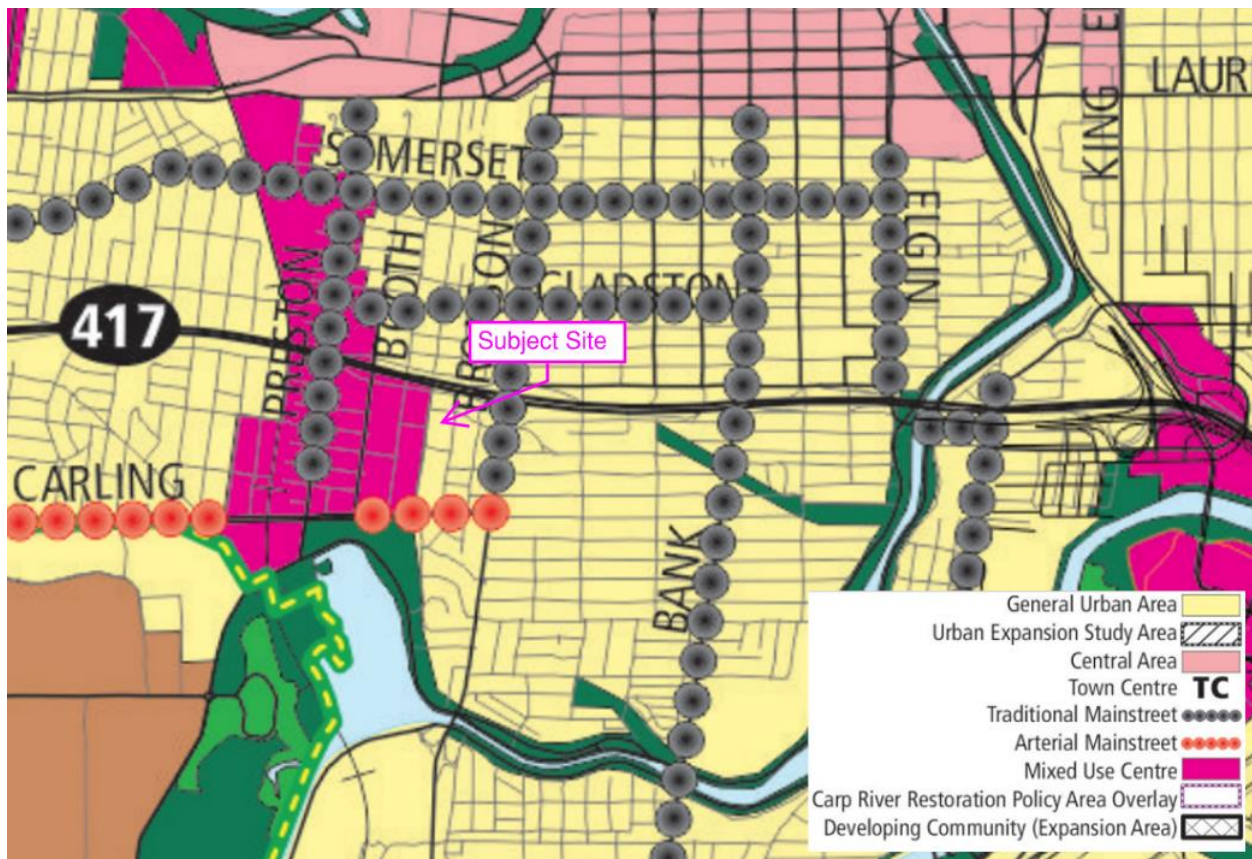 LAURI
KING E
SOMERSET
ELGIN
BOOTH
GLADSTON
PRESTON
417
Subject Site
CARLING
BANK
General Urban Area
Urban Expansion Study Area
Central Area
Town Centre TC
Traditional Mainstreet
Arterial Mainstreet
Mixed Use Centre
Carp River Restoration Policy Area Overlay
Developing Community (Expansion Area)